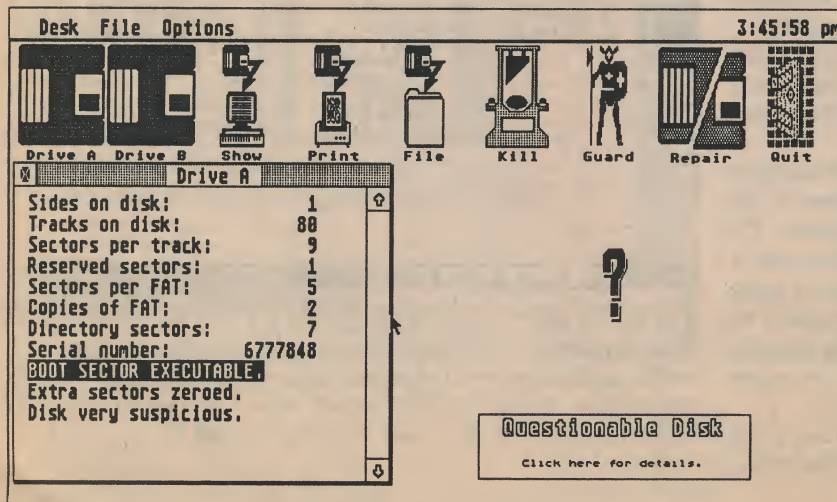 Desk File Options 3:45:58 pm
Drive A Drive B Show Print File Kill Guard Repair Quit
Drive A
Sides on disk: 1
Tracks on disk: 80
Sectors per track: 9
Reserved sectors: 1
Sectors per FAT: 5
Copies of FAT: 2
Directory sectors: 7
Serial number: 6777848
BOOT SECTOR EXECUTABLE.
Extra sectors zeroed.
Disk very suspicious.
?
Questionable Disk
Click here for details.